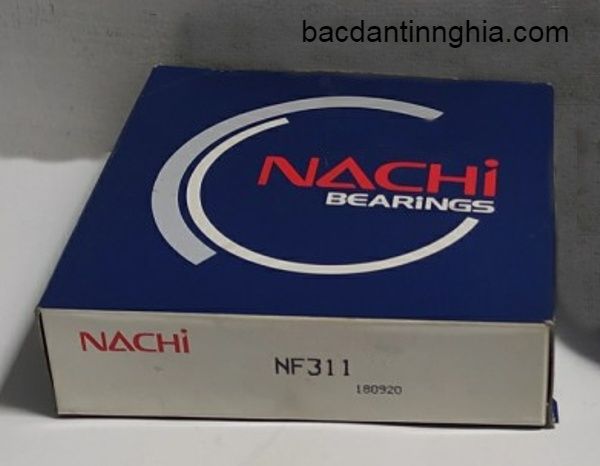 bacdantinnghia.com
NACHi
BEARiNGS
NACHi
NF311
180920